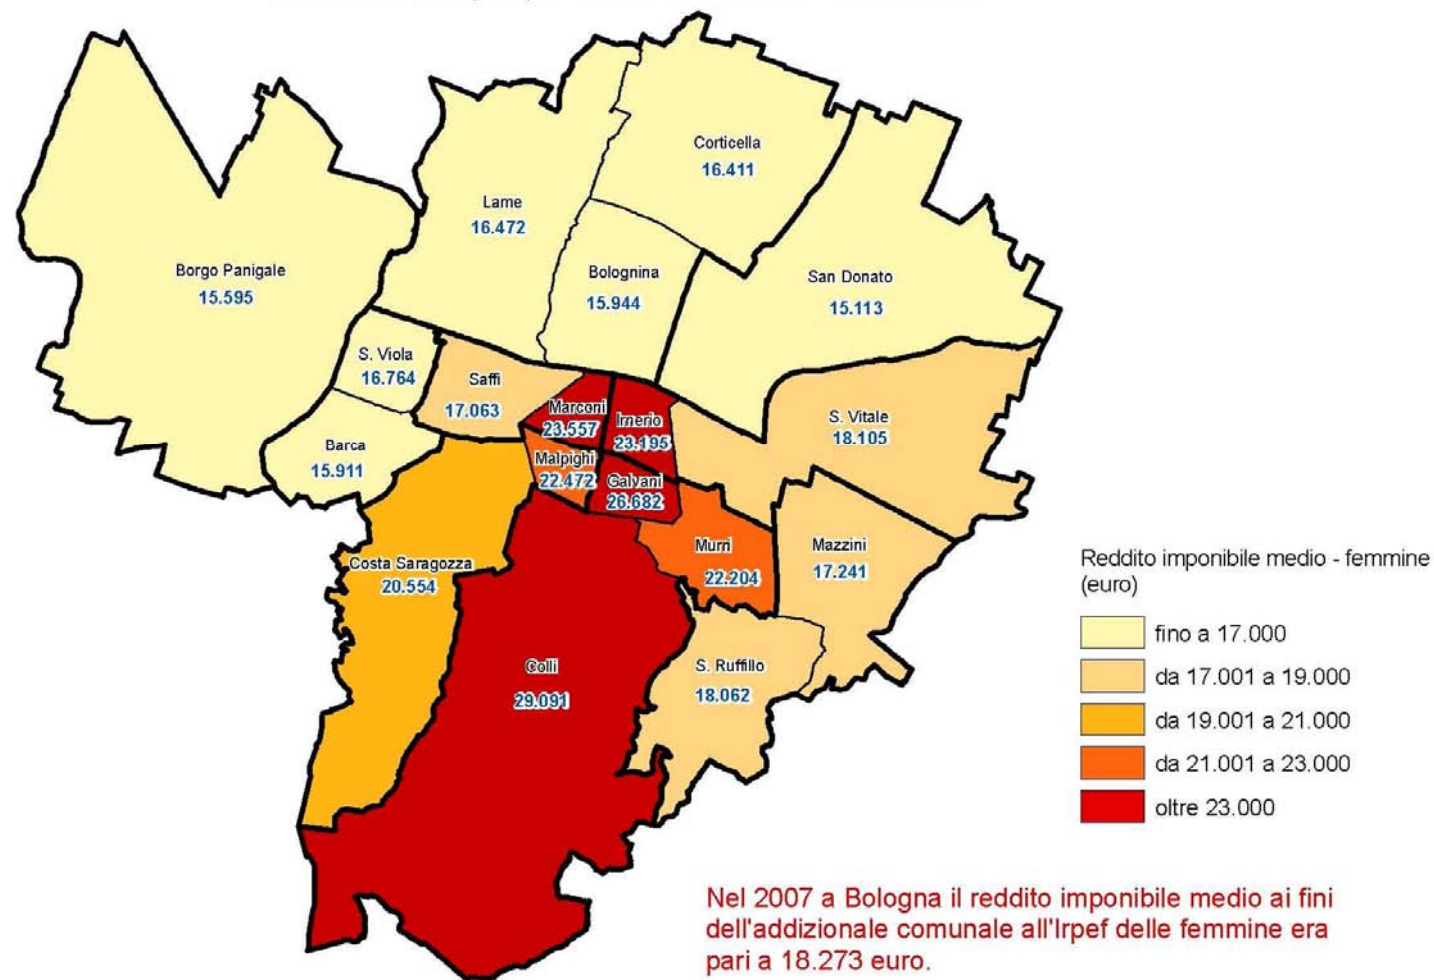 Corticella
16.411
Lame
16.472
Borgo Panigale
15.595
Bolognina
15.944
San Donato
15.113
S. Viola
16.764
Saffi
17.063
Marconi
23.557
Irnerio
23.195
S. Vitale
18.105
Barca
15.911
Malpighi
22.472
Galvani
26.682
Murri
22.204
Mazzini
17.241
Costa Saragozza
20.554
Colli
29.091
S. Ruffillo
18.062
Reddito imponibile medio - femmine
(euro)
fino a 17.000
da 17.001 a 19.000
da 19.001 a 21.000
da 21.001 a 23.000
oltre 23.000
Nel 2007 a Bologna il reddito imponibile medio ai fini
dell'addizionale comunale all'Irpef delle femmine era
pari a 18.273 euro.